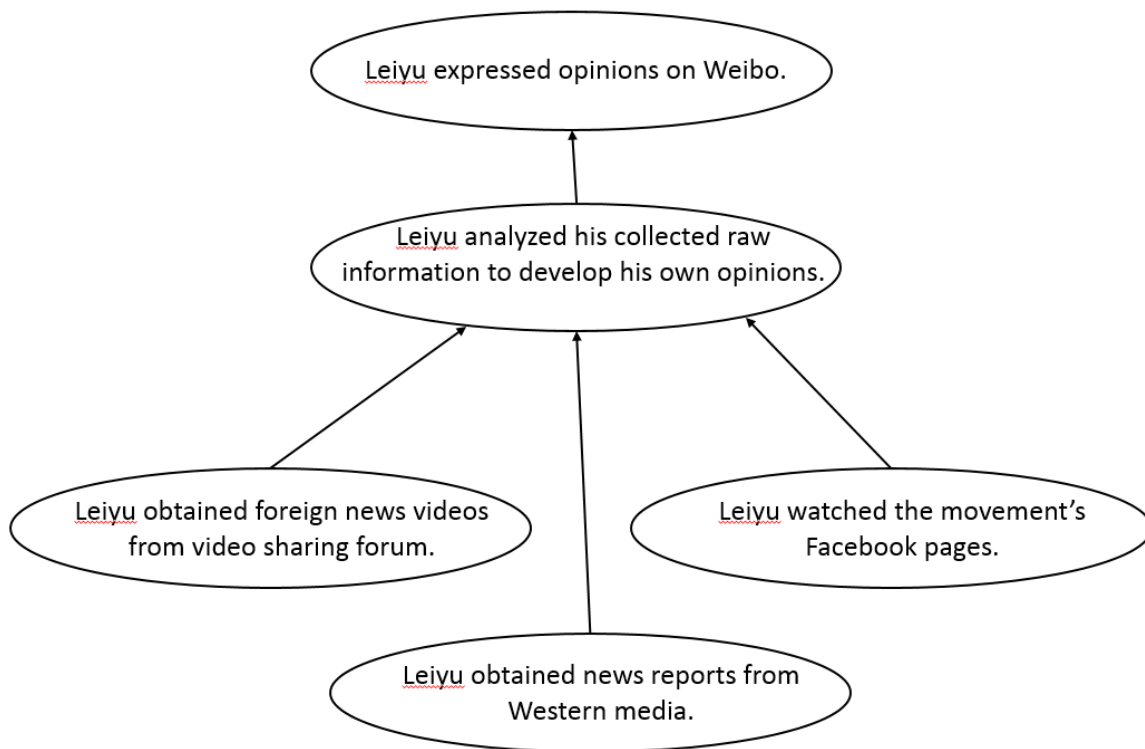 Leiyu expressed opinions on Weibo.
Leiyu analyzed his collected raw
information to develop his own opinions.
Leiyu obtained foreign news videos
from video sharing forum.
Leiyu watched the movement’s
Facebook pages.
Leiyu obtained news reports from
Western media.